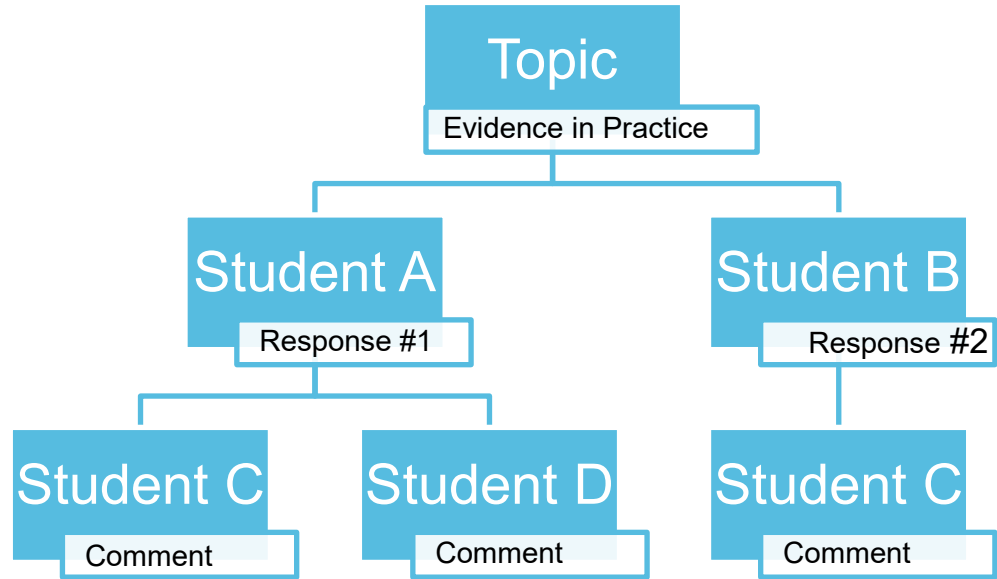 Topic
Evidence in Practice
Student A
Response #1
Student B
Response #2
Student C
Comment
Student D
Comment
Student C
Comment